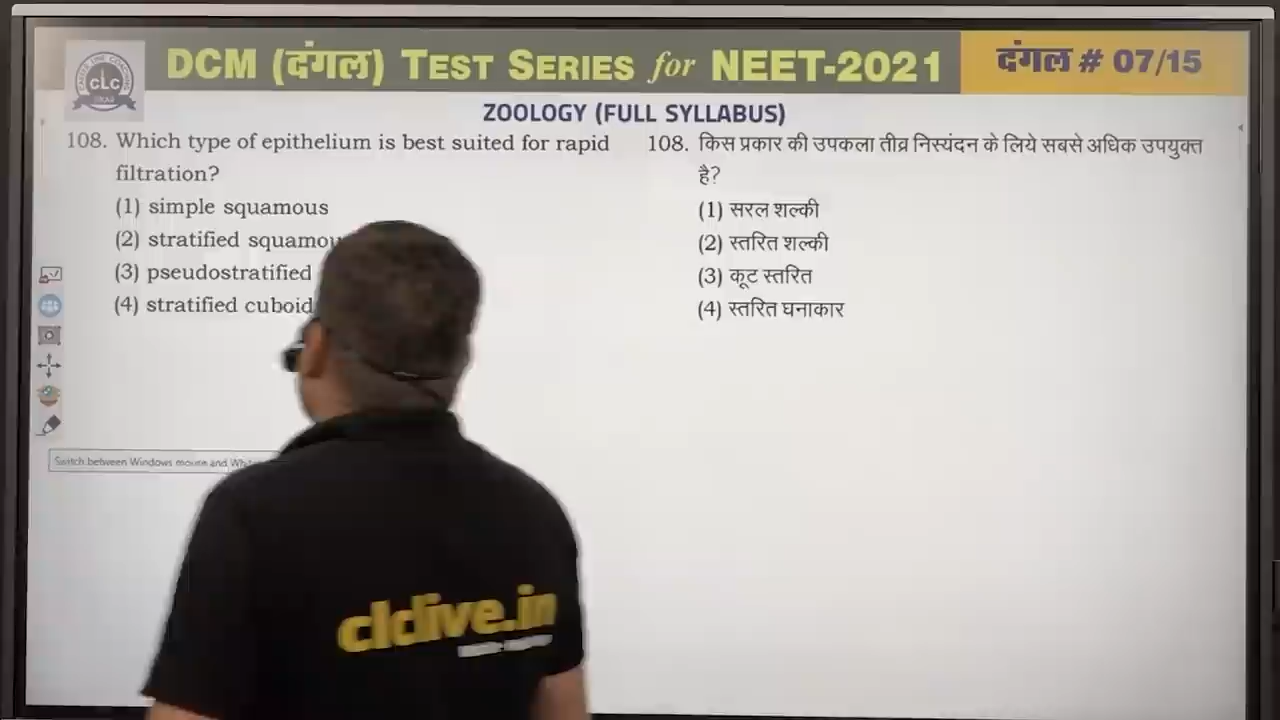 DCM (दंगल) TEST SERIES for NEET-2021
दंगल # 07/15
CLC
ZOOLOGY (FULL SYLLABUS)
108. Which type of epithelium is best suited for rapid
filtration?
(1) simple squamous
(2) stratified squamou
(3) pseudostratified
(4) stratified cuboid
108. किस प्रकार की उपकला तीव्र निस्यंदन के लिये सबसे अधिक उपयुक्त
है?
(1) सरल शल्की
(2) स्तरित शल्की
(3) कूट स्तरित
(4) स्तरित घनाकार
Switch between Windows mouse and
clclive.in